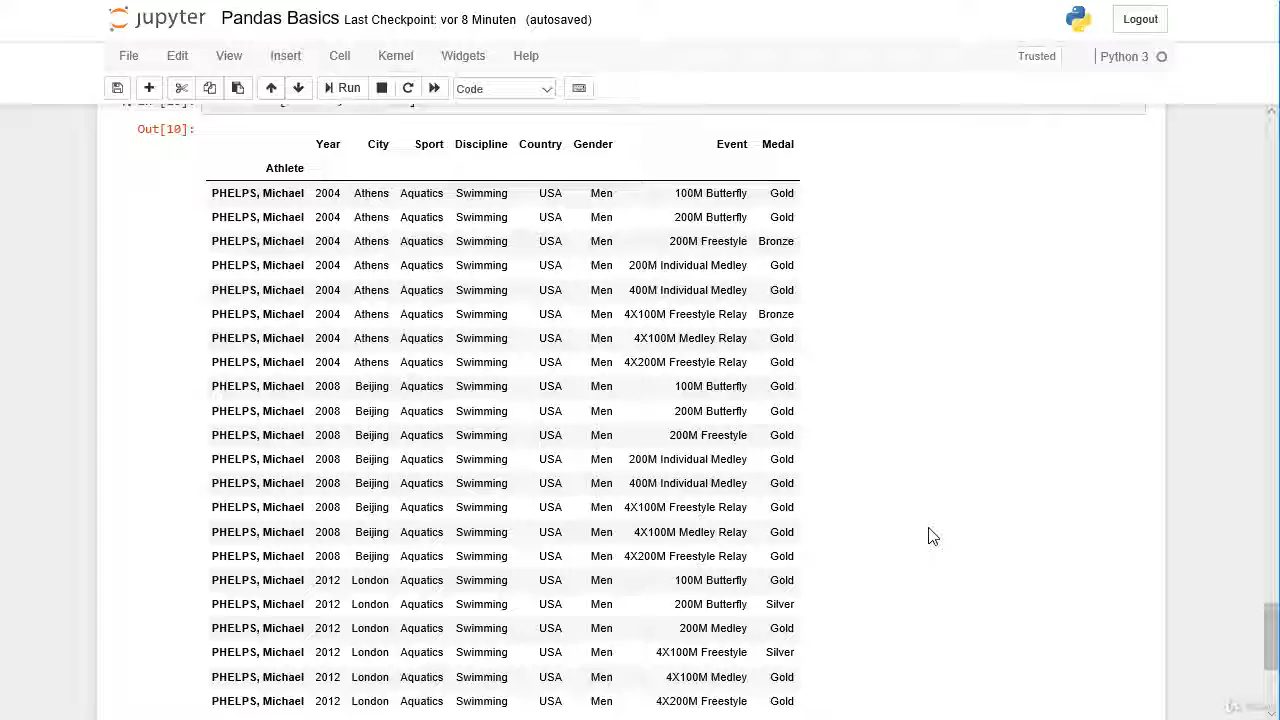 jupyter Pandas Basics Last Checkpoint: vor 8 Minuten (autosaved) Logout
File Edit View Insert Cell Kernel Widgets Help Trusted Python 3
Run Code
Out[10]:
Year City Sport Discipline Country Gender Event Medal
Athlete
PHELPS, Michael 2004 Athens Aquatics Swimming USA Men 100M Butterfly Gold
PHELPS, Michael 2004 Athens Aquatics Swimming USA Men 200M Butterfly Gold
PHELPS, Michael 2004 Athens Aquatics Swimming USA Men 200M Freestyle Bronze
PHELPS, Michael 2004 Athens Aquatics Swimming USA Men 200M Individual Medley Gold
PHELPS, Michael 2004 Athens Aquatics Swimming USA Men 400M Individual Medley Gold
PHELPS, Michael 2004 Athens Aquatics Swimming USA Men 4X100M Freestyle Relay Bronze
PHELPS, Michael 2004 Athens Aquatics Swimming USA Men 4X100M Medley Relay Gold
PHELPS, Michael 2004 Athens Aquatics Swimming USA Men 4X200M Freestyle Relay Gold
PHELPS, Michael 2008 Beijing Aquatics Swimming USA Men 100M Butterfly Gold
PHELPS, Michael 2008 Beijing Aquatics Swimming USA Men 200M Butterfly Gold
PHELPS, Michael 2008 Beijing Aquatics Swimming USA Men 200M Freestyle Gold
PHELPS, Michael 2008 Beijing Aquatics Swimming USA Men 200M Individual Medley Gold
PHELPS, Michael 2008 Beijing Aquatics Swimming USA Men 400M Individual Medley Gold
PHELPS, Michael 2008 Beijing Aquatics Swimming USA Men 4X100M Freestyle Relay Gold
PHELPS, Michael 2008 Beijing Aquatics Swimming USA Men 4X100M Medley Relay Gold
PHELPS, Michael 2008 Beijing Aquatics Swimming USA Men 4X200M Freestyle Relay Gold
PHELPS, Michael 2012 London Aquatics Swimming USA Men 100M Butterfly Gold
PHELPS, Michael 2012 London Aquatics Swimming USA Men 200M Butterfly Silver
PHELPS, Michael 2012 London Aquatics Swimming USA Men 200M Medley Gold
PHELPS, Michael 2012 London Aquatics Swimming USA Men 4X100M Freestyle Silver
PHELPS, Michael 2012 London Aquatics Swimming USA Men 4X100M Medley Gold
PHELPS, Michael 2012 London Aquatics Swimming USA Men 4X200M Freestyle Gold